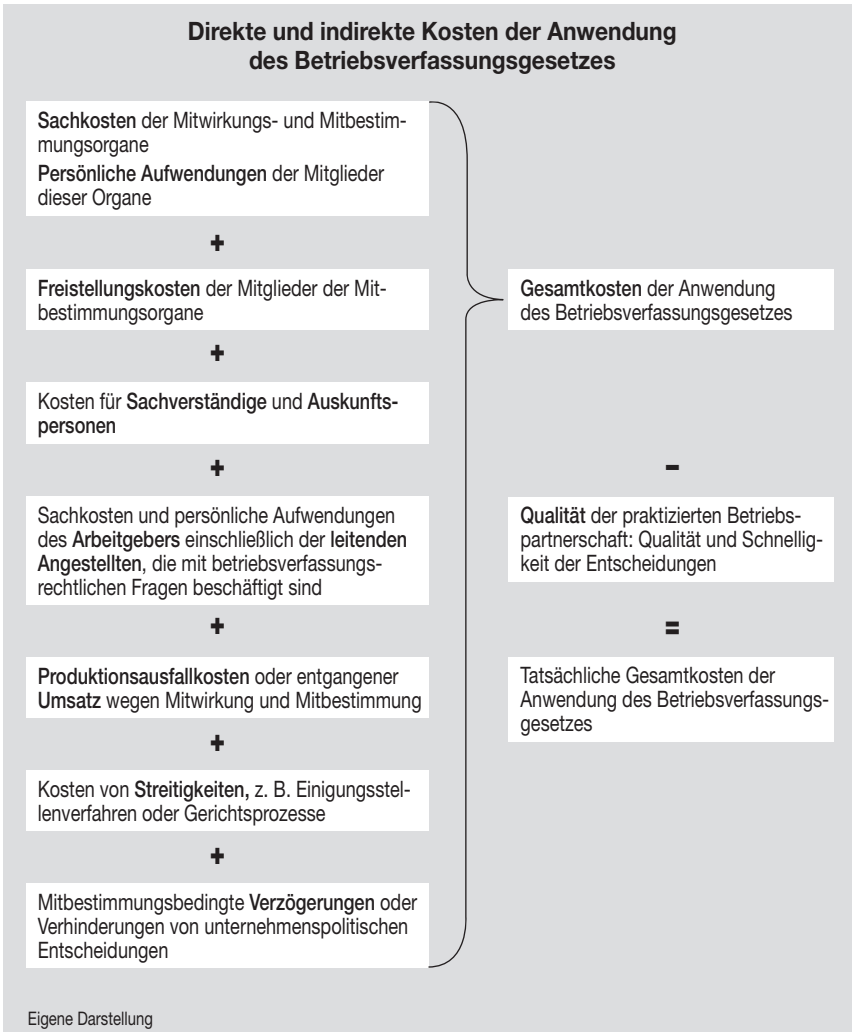 Direkte und indirekte Kosten der Anwendung
des Betriebsverfassungsgesetzes
Sachkosten der Mitwirkungs- und Mitbestim-
mungsorgane
Persönliche Aufwendungen der Mitglieder
dieser Organe
+
Freistellungskosten der Mitglieder der Mit-
bestimmungsorgane
+
Kosten für Sachverständige und Auskunfts-
personen
+
Sachkosten und persönliche Aufwendungen
des Arbeitgebers einschließlich der leitenden
Angestellten, die mit betriebsverfassungs-
rechtlichen Fragen beschäftigt sind
+
Produktionsausfallkosten oder entgangener
Umsatz wegen Mitwirkung und Mitbestimmung
+
Kosten von Streitigkeiten, z. B. Einigungsstel-
lenverfahren oder Gerichtsprozesse
+
Mitbestimmungsbedingte Verzögerungen oder
Verhinderungen von unternehmenspolitischen
Entscheidungen
Gesamtkosten der Anwendung
des Betriebsverfassungsgesetzes
-
Qualität der praktizierten Betriebs-
partnerschaft: Qualität und Schnellig-
keit der Entscheidungen
=
Tatsächliche Gesamtkosten der
Anwendung des Betriebsverfassungs-
gesetzes
Eigene Darstellung